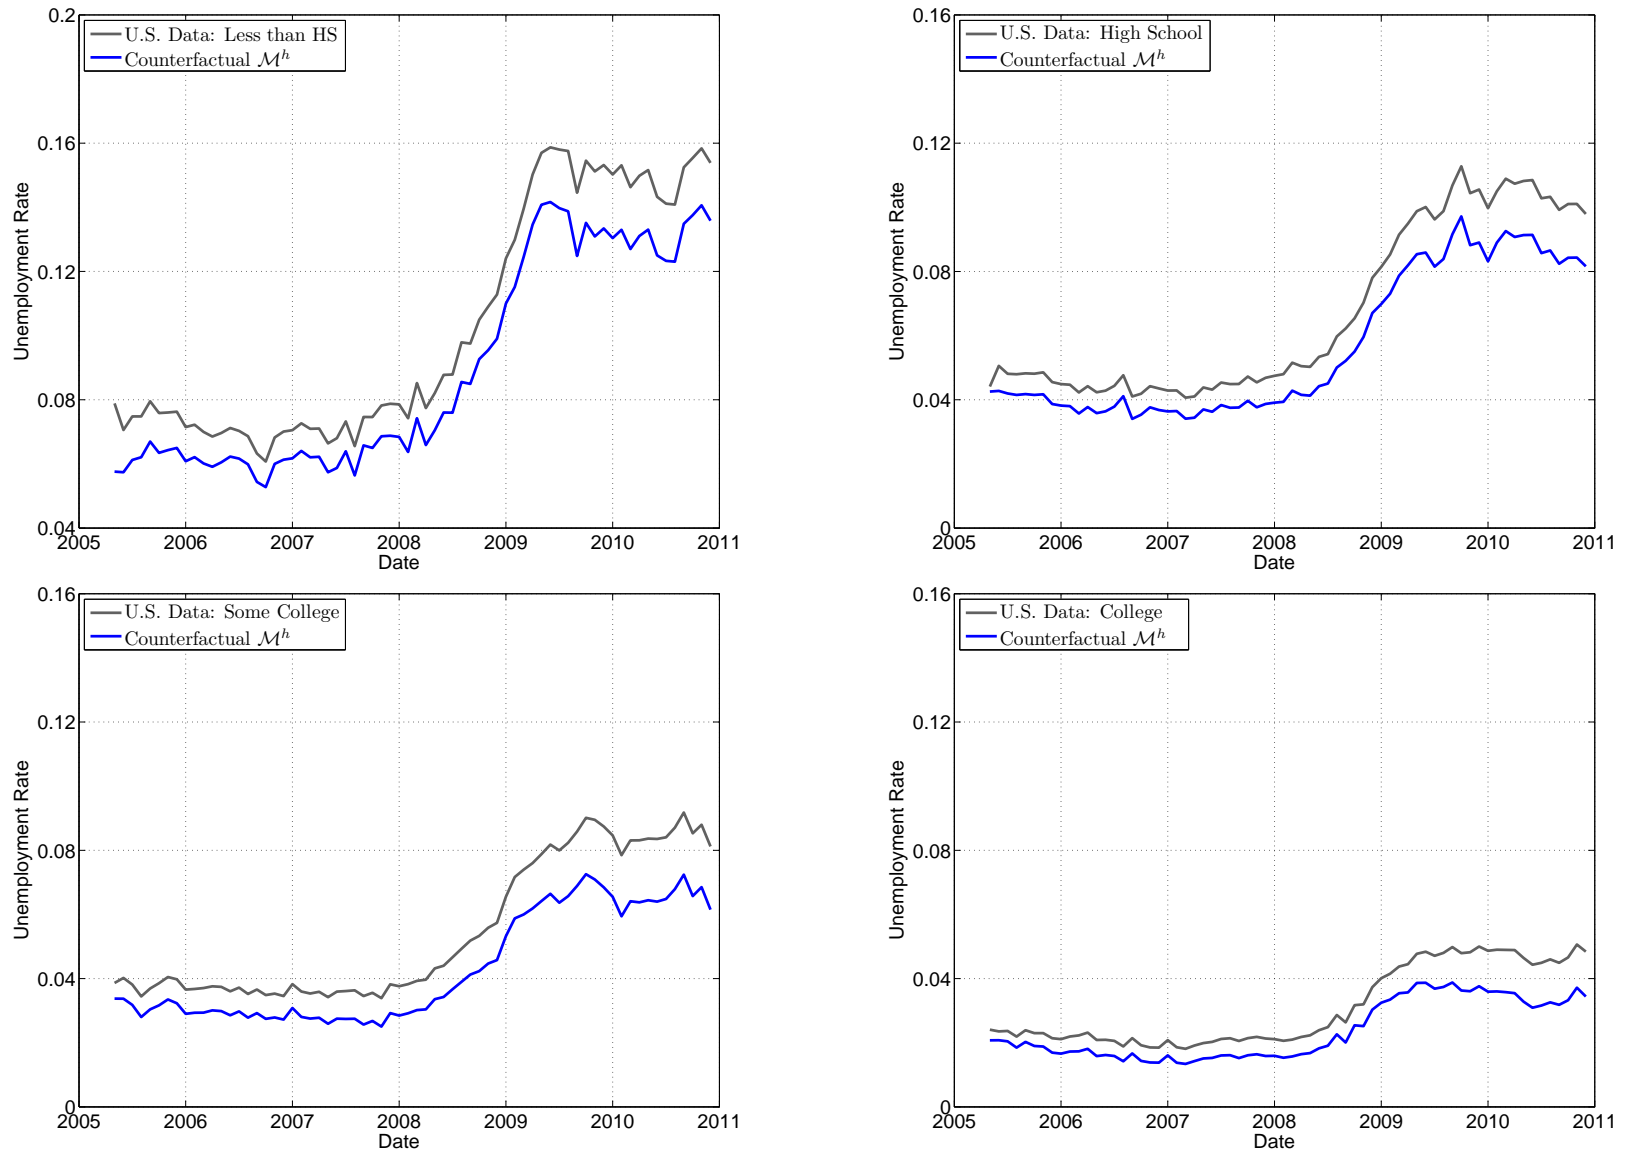 0.2
U.S. Data: Less than HS
Counterfactual ℳʰ
0.16
0.12
0.08
0.04
Unemployment Rate
2005 2006 2007 2008 2009 2010 2011
Date
0.16
U.S. Data: High School
Counterfactual ℳʰ
0.12
0.08
0.04
0
Unemployment Rate
2005 2006 2007 2008 2009 2010 2011
Date
0.16
U.S. Data: Some College
Counterfactual ℳʰ
0.12
0.08
0.04
0
Unemployment Rate
2005 2006 2007 2008 2009 2010 2011
Date
0.16
U.S. Data: College
Counterfactual ℳʰ
0.12
0.08
0.04
0
Unemployment Rate
2005 2006 2007 2008 2009 2010 2011
Date